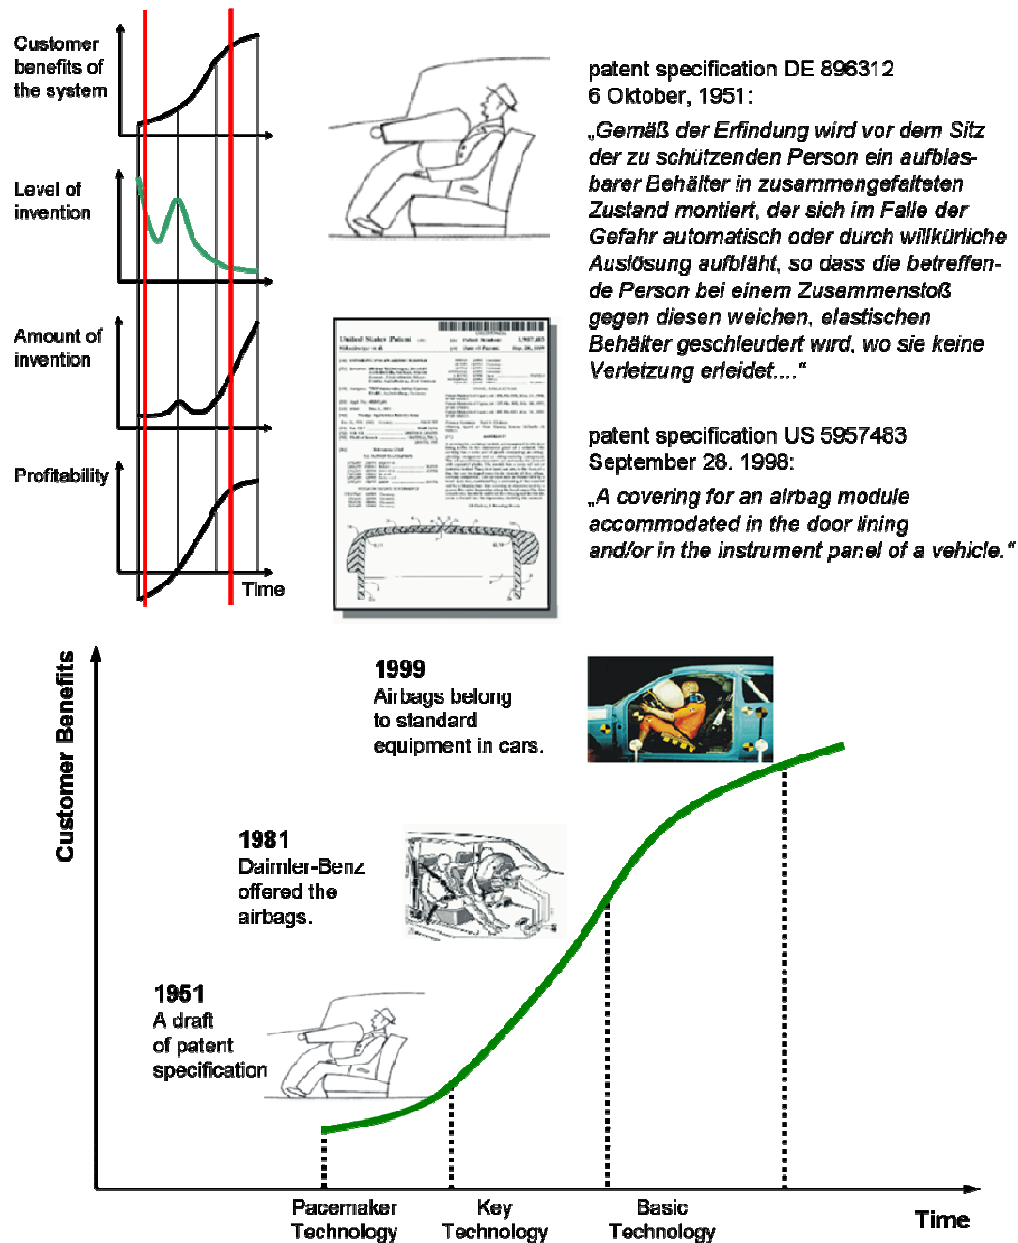 Customer
benefits of
the system
Level of
invention
Amount of
invention
Profitability
Time
patent specification DE 896312
6 Oktober, 1951:
„Gemäß der Erfindung wird vor dem Sitz
der zu schützenden Person ein aufblas-
barer Behälter in zusammengefalteten
Zustand montiert, der sich im Falle der
Gefahr automatisch oder durch willkürliche
Auslösung aufbläht, so dass die betreffen-
de Person bei einem Zusammenstoß
gegen diesen weichen, elastischen
Behälter geschleudert wird, wo sie keine
Verletzung erleidet....“
United States Patent
patent specification US 5957483
September 28. 1998:
„A covering for an airbag module
accommodated in the door lining
and/or in the instrument panel of a vehicle.“
Customer Benefits
1999
Airbags belong
to standard
equipment in cars.
1981
Daimler-Benz
offered the
airbags.
1951
A draft
of patent
specification
Pacemaker
Technology
Key
Technology
Basic
Technology
Time